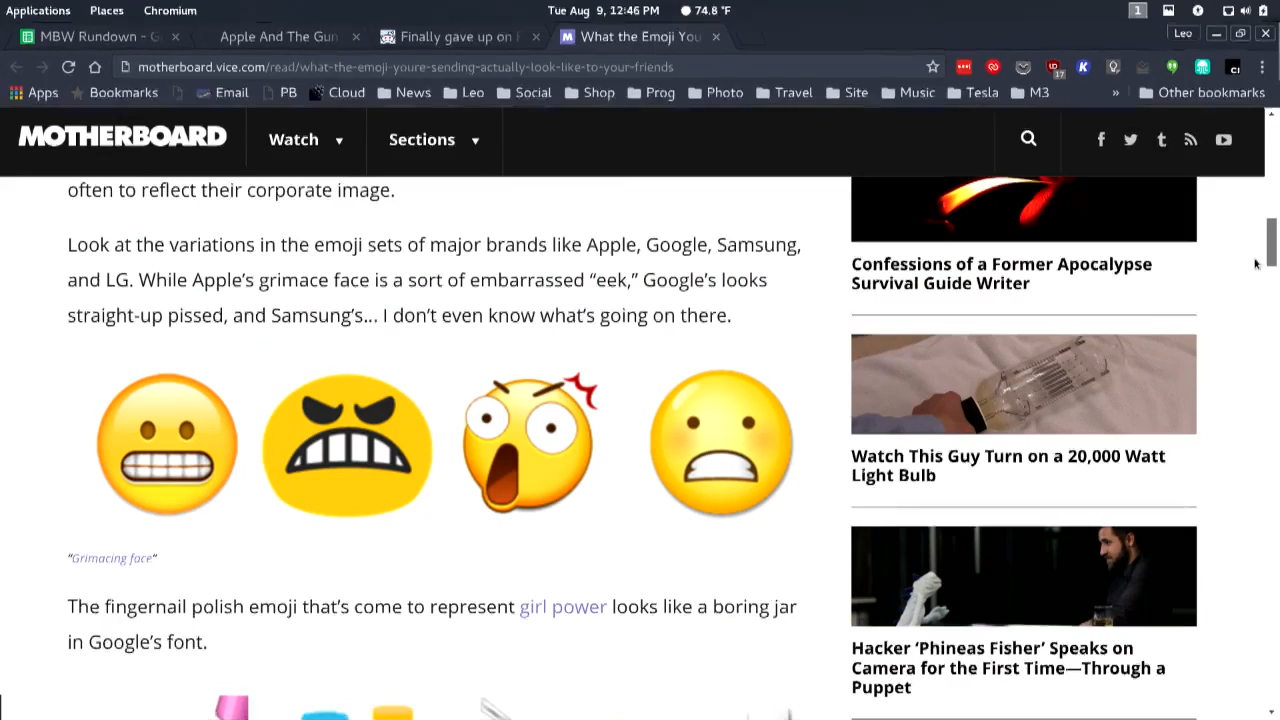 Applications Places Chromium Tue Aug 9, 12:46 PM 74.8 °F 1
MBW Rundown - G × Apple And The Gun × Finally gave up on F × What the Emoji You × Leo
motherboard.vice.com/read/what-the-emoji-youre-sending-actually-look-like-to-your-friends
Apps Bookmarks Email PB Cloud News Leo Social Shop Prog Photo Travel Site Music Tesla M3 » Other bookmarks
MOTHERBOARD Watch Sections
often to reflect their corporate image.
Look at the variations in the emoji sets of major brands like Apple, Google, Samsung,
and LG. While Apple’s grimace face is a sort of embarrassed “eek,” Google’s looks
straight-up pissed, and Samsung’s... I don’t even know what’s going on there.
“Grimacing face”
The fingernail polish emoji that’s come to represent girl power looks like a boring jar
in Google’s font.
Confessions of a Former Apocalypse
Survival Guide Writer
Watch This Guy Turn on a 20,000 Watt
Light Bulb
Hacker ‘Phineas Fisher’ Speaks on
Camera for the First Time—Through a
Puppet